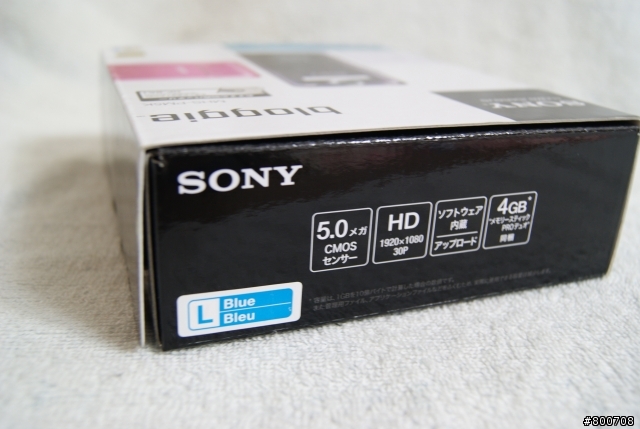 bloggie
SONY
SONY
5.0メガ
CMOS
センサー
HD
1920×1080
30P
ソフトウェア
内蔵
アップロード
4GB*
"メモリースティック
PROデュオ"
同梱
L
Blue
Bleu
#800708